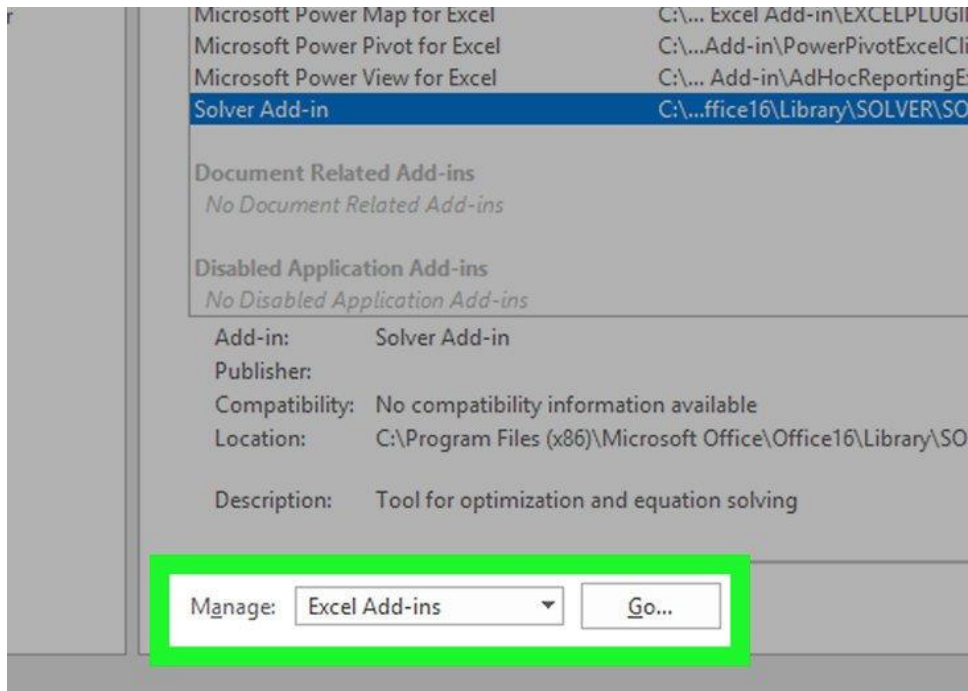 r
Microsoft Power Map for Excel C:\... Excel Add-in\EXCELPLUGI
Microsoft Power Pivot for Excel C:\...Add-in\PowerPivotExcelCli
Microsoft Power View for Excel C:\... Add-in\AdHocReportingE
Solver Add-in C:\...ffice16\Library\SOLVER\SO
Document Related Add-ins
No Document Related Add-ins
Disabled Application Add-ins
No Disabled Application Add-ins
Add-in: Solver Add-in
Publisher:
Compatibility: No compatibility information available
Location: C:\Program Files (x86)\Microsoft Office\Office16\Library\SO
Description: Tool for optimization and equation solving
Manage: Excel Add-ins Go...